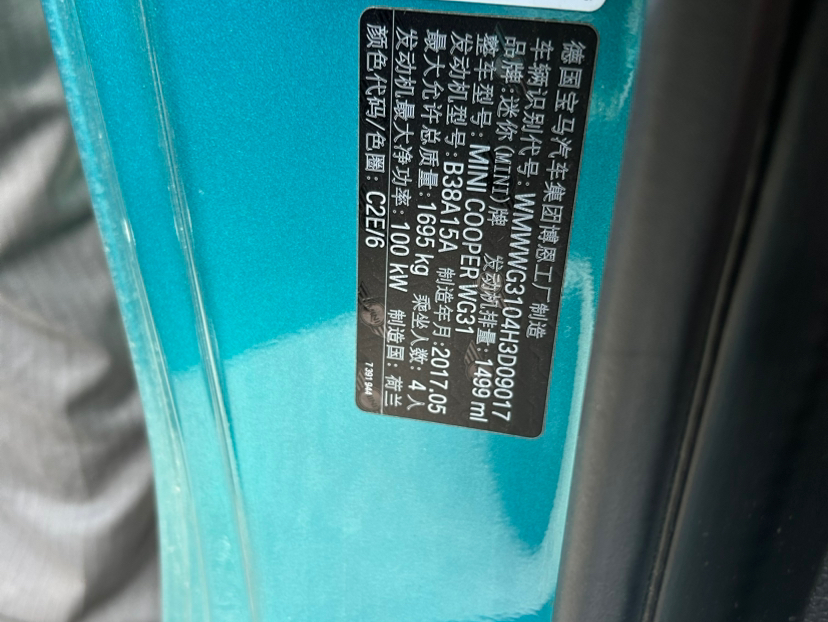 德国宝马汽车集团博恩工厂制造
车辆识别代号: WMWWG3104H3D09017
品牌:迷你(MINI)牌 发动机排量: 1499 ml
整车型号: MINI COOPER WG31
发动机型号: B38A15A 制造年月:2017.05
最大允许总质量: 1695 kg 乘坐人数: 4 人
发动机最大净功率: 100 kW 制造国: 荷兰
颜色代码/色圈: C2E/6
7 391 944